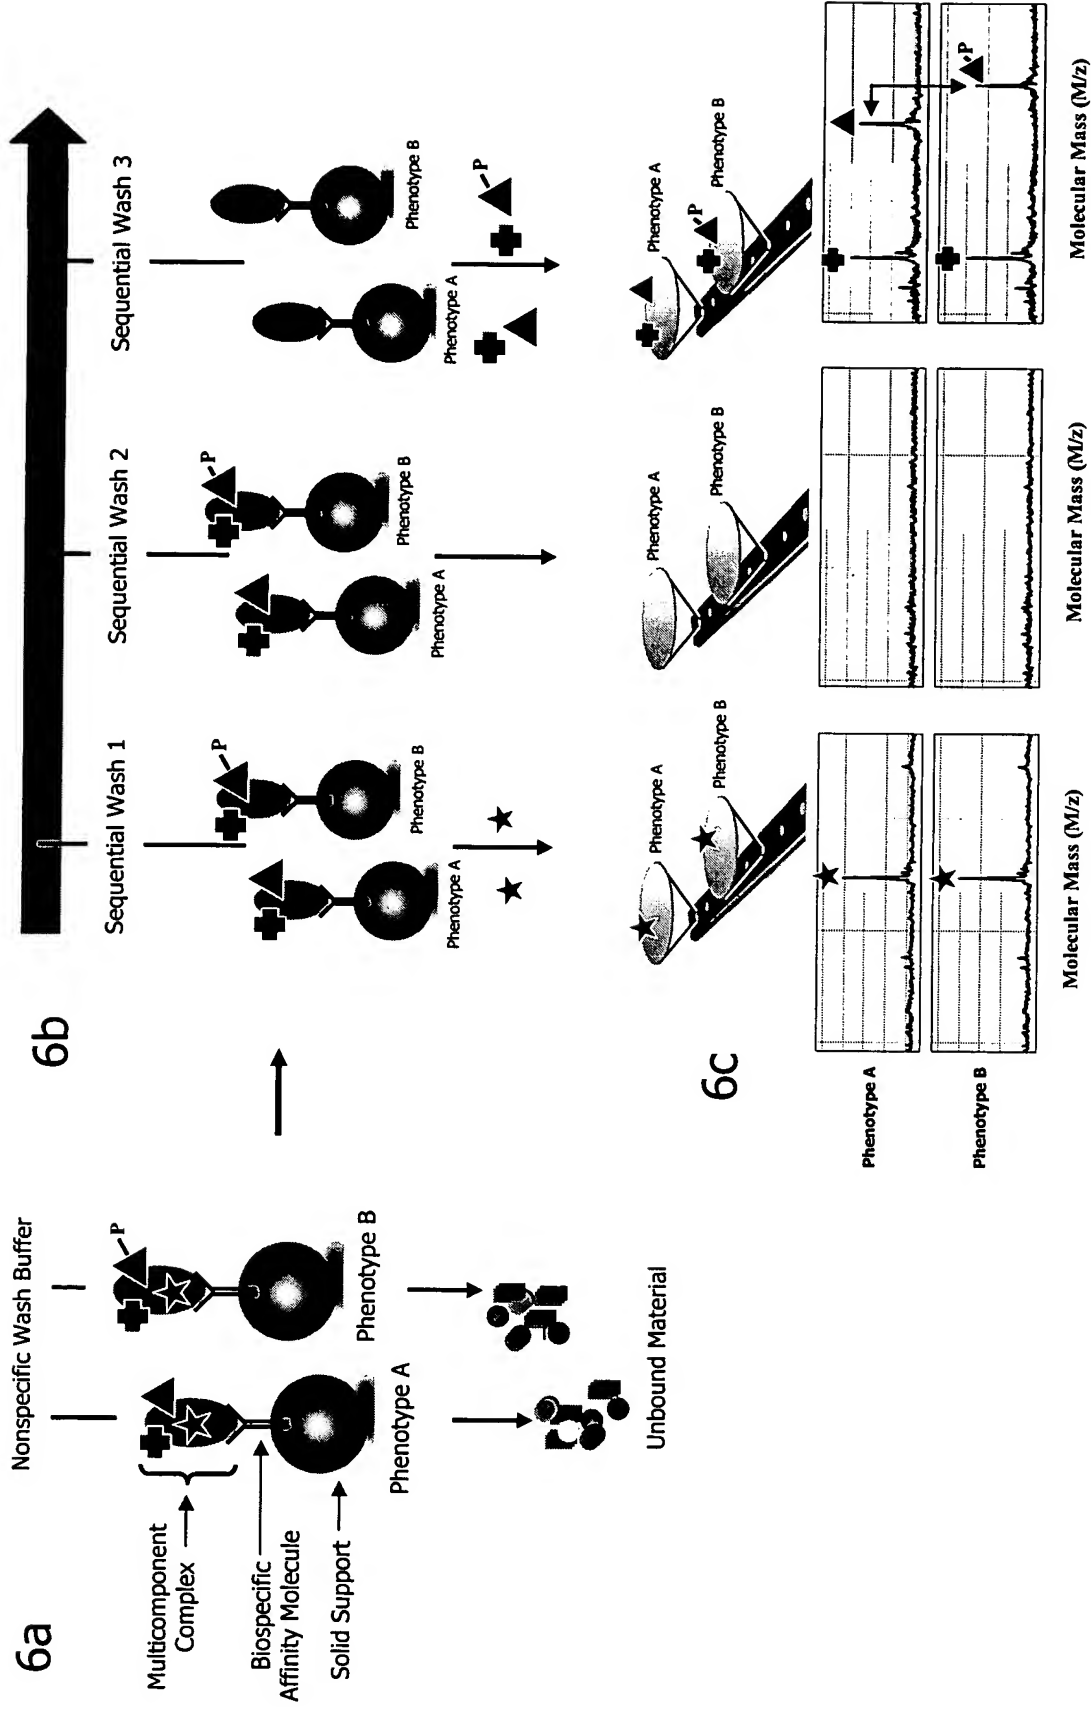 6a
Nonspecific Wash Buffer
Multicomponent
Complex
Biospecific
Affinity Molecule
Solid Support
P
Phenotype A
Phenotype B
Unbound Material
6b
Sequential Wash 1
P
Phenotype A
Phenotype B
Sequential Wash 2
P
Phenotype A
Phenotype B
Sequential Wash 3
Phenotype A
Phenotype B
P
6c
Phenotype A
Phenotype B
Phenotype A
Phenotype B
Phenotype A
P
Phenotype B
Phenotype A
Phenotype B
P
Molecular Mass (M/z)
Molecular Mass (M/z)
Molecular Mass (M/z)